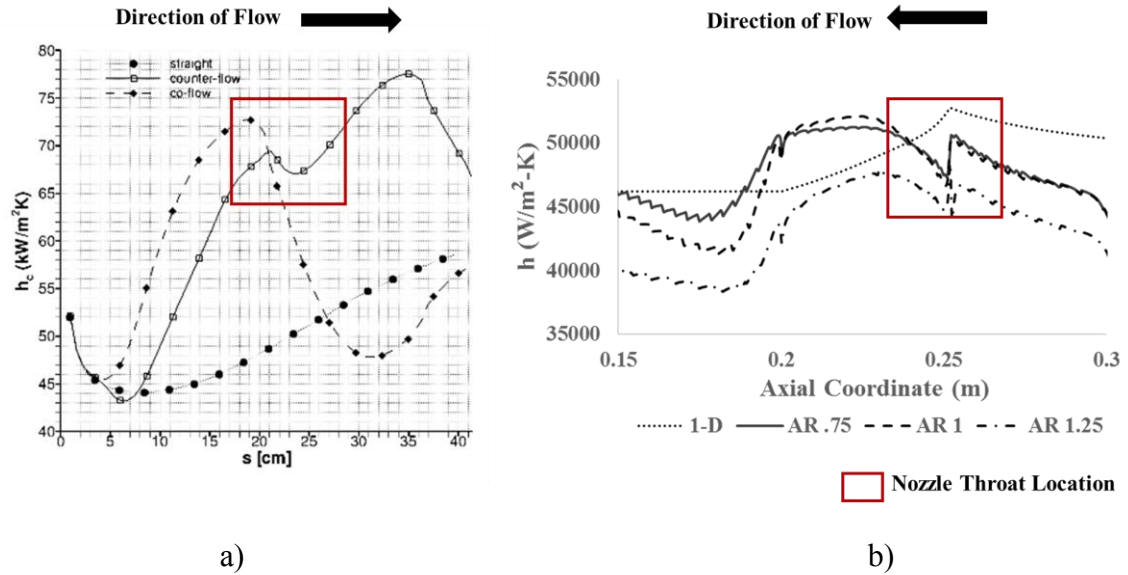 Direction of Flow
straight
counter-flow
co-flow
80
75
70
65
60
55
50
45
40
h_c (kW/m²K)
0 5 10 15 20 25 30 35 40
s [cm]
a)
Direction of Flow
55000
50000
45000
40000
35000
h (W/m²-K)
0.15 0.2 0.25 0.3
Axial Coordinate (m)
1-D AR .75 AR 1 AR 1.25
Nozzle Throat Location
b)